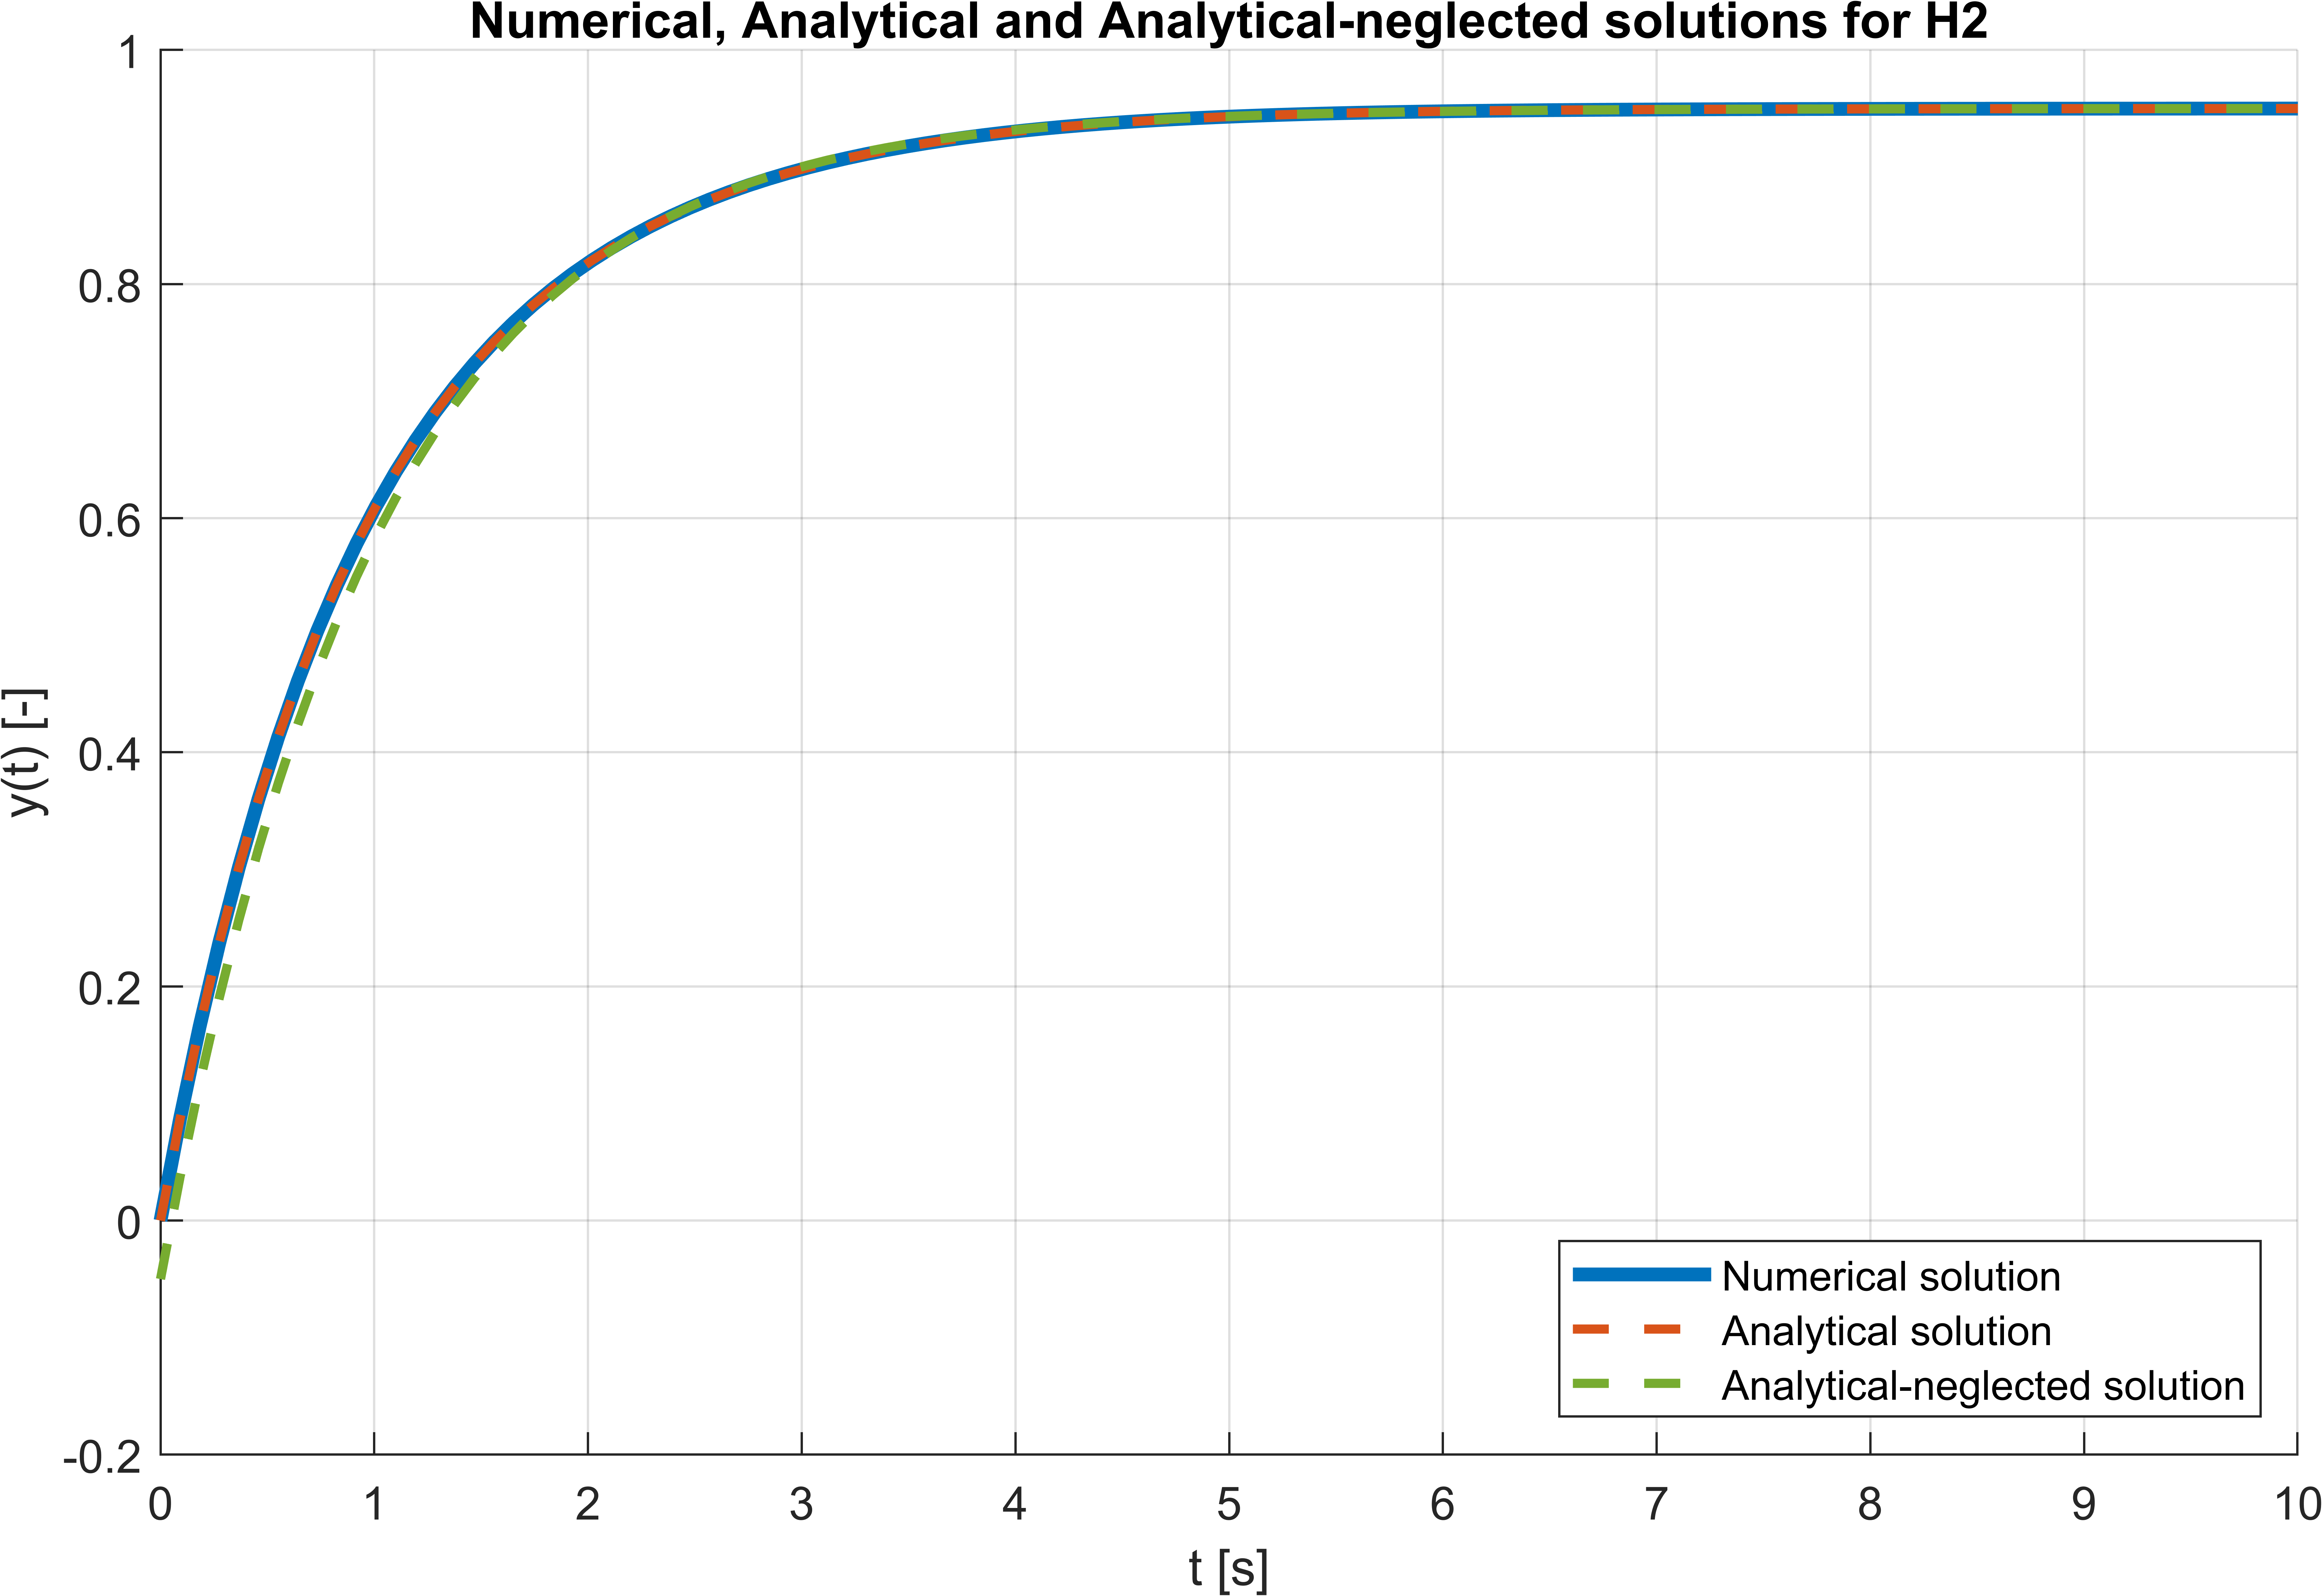 Numerical, Analytical and Analytical-neglected solutions for H2
1
0.8
0.6
0.4
0.2
0
-0.2
y(t) [-]
0 1 2 3 4 5 6 7 8 9 10
t [s]
Numerical solution
Analytical solution
Analytical-neglected solution